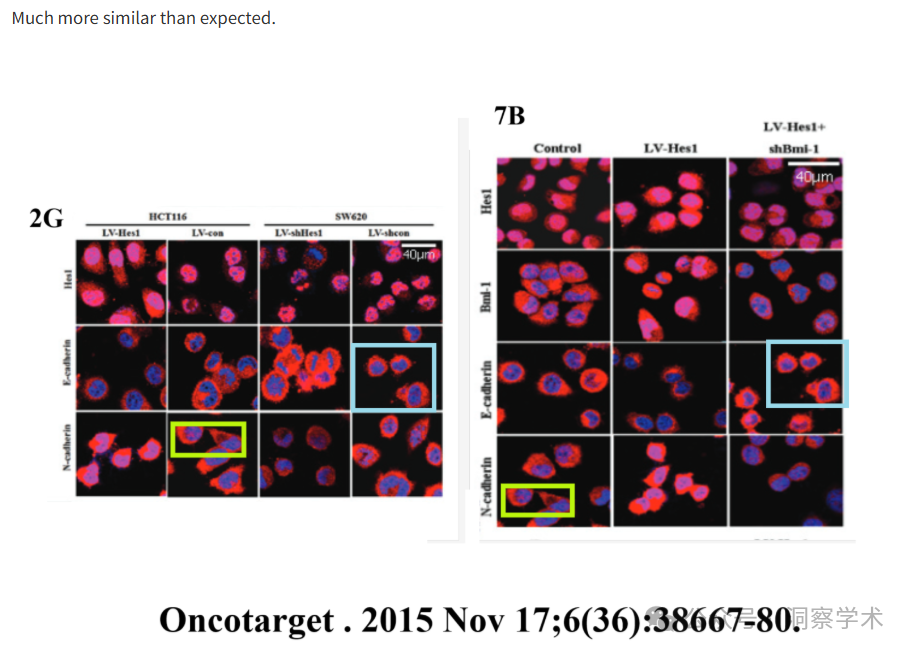 Much more similar than expected.
7B
LV-Hes1+
Control LV-Hes1 shBmi-1
40μm
Hes1
2G
HCT116 SW620
LV-Hes1 LV-con LV-shHes1 LV-shcon
40μm
Hes1
E-cadherin
N-cadherin
Bmi-1
E-cadherin
N-cadherin
Oncotarget . 2015 Nov 17;6(36):38667-80.
公众号 洞察学术